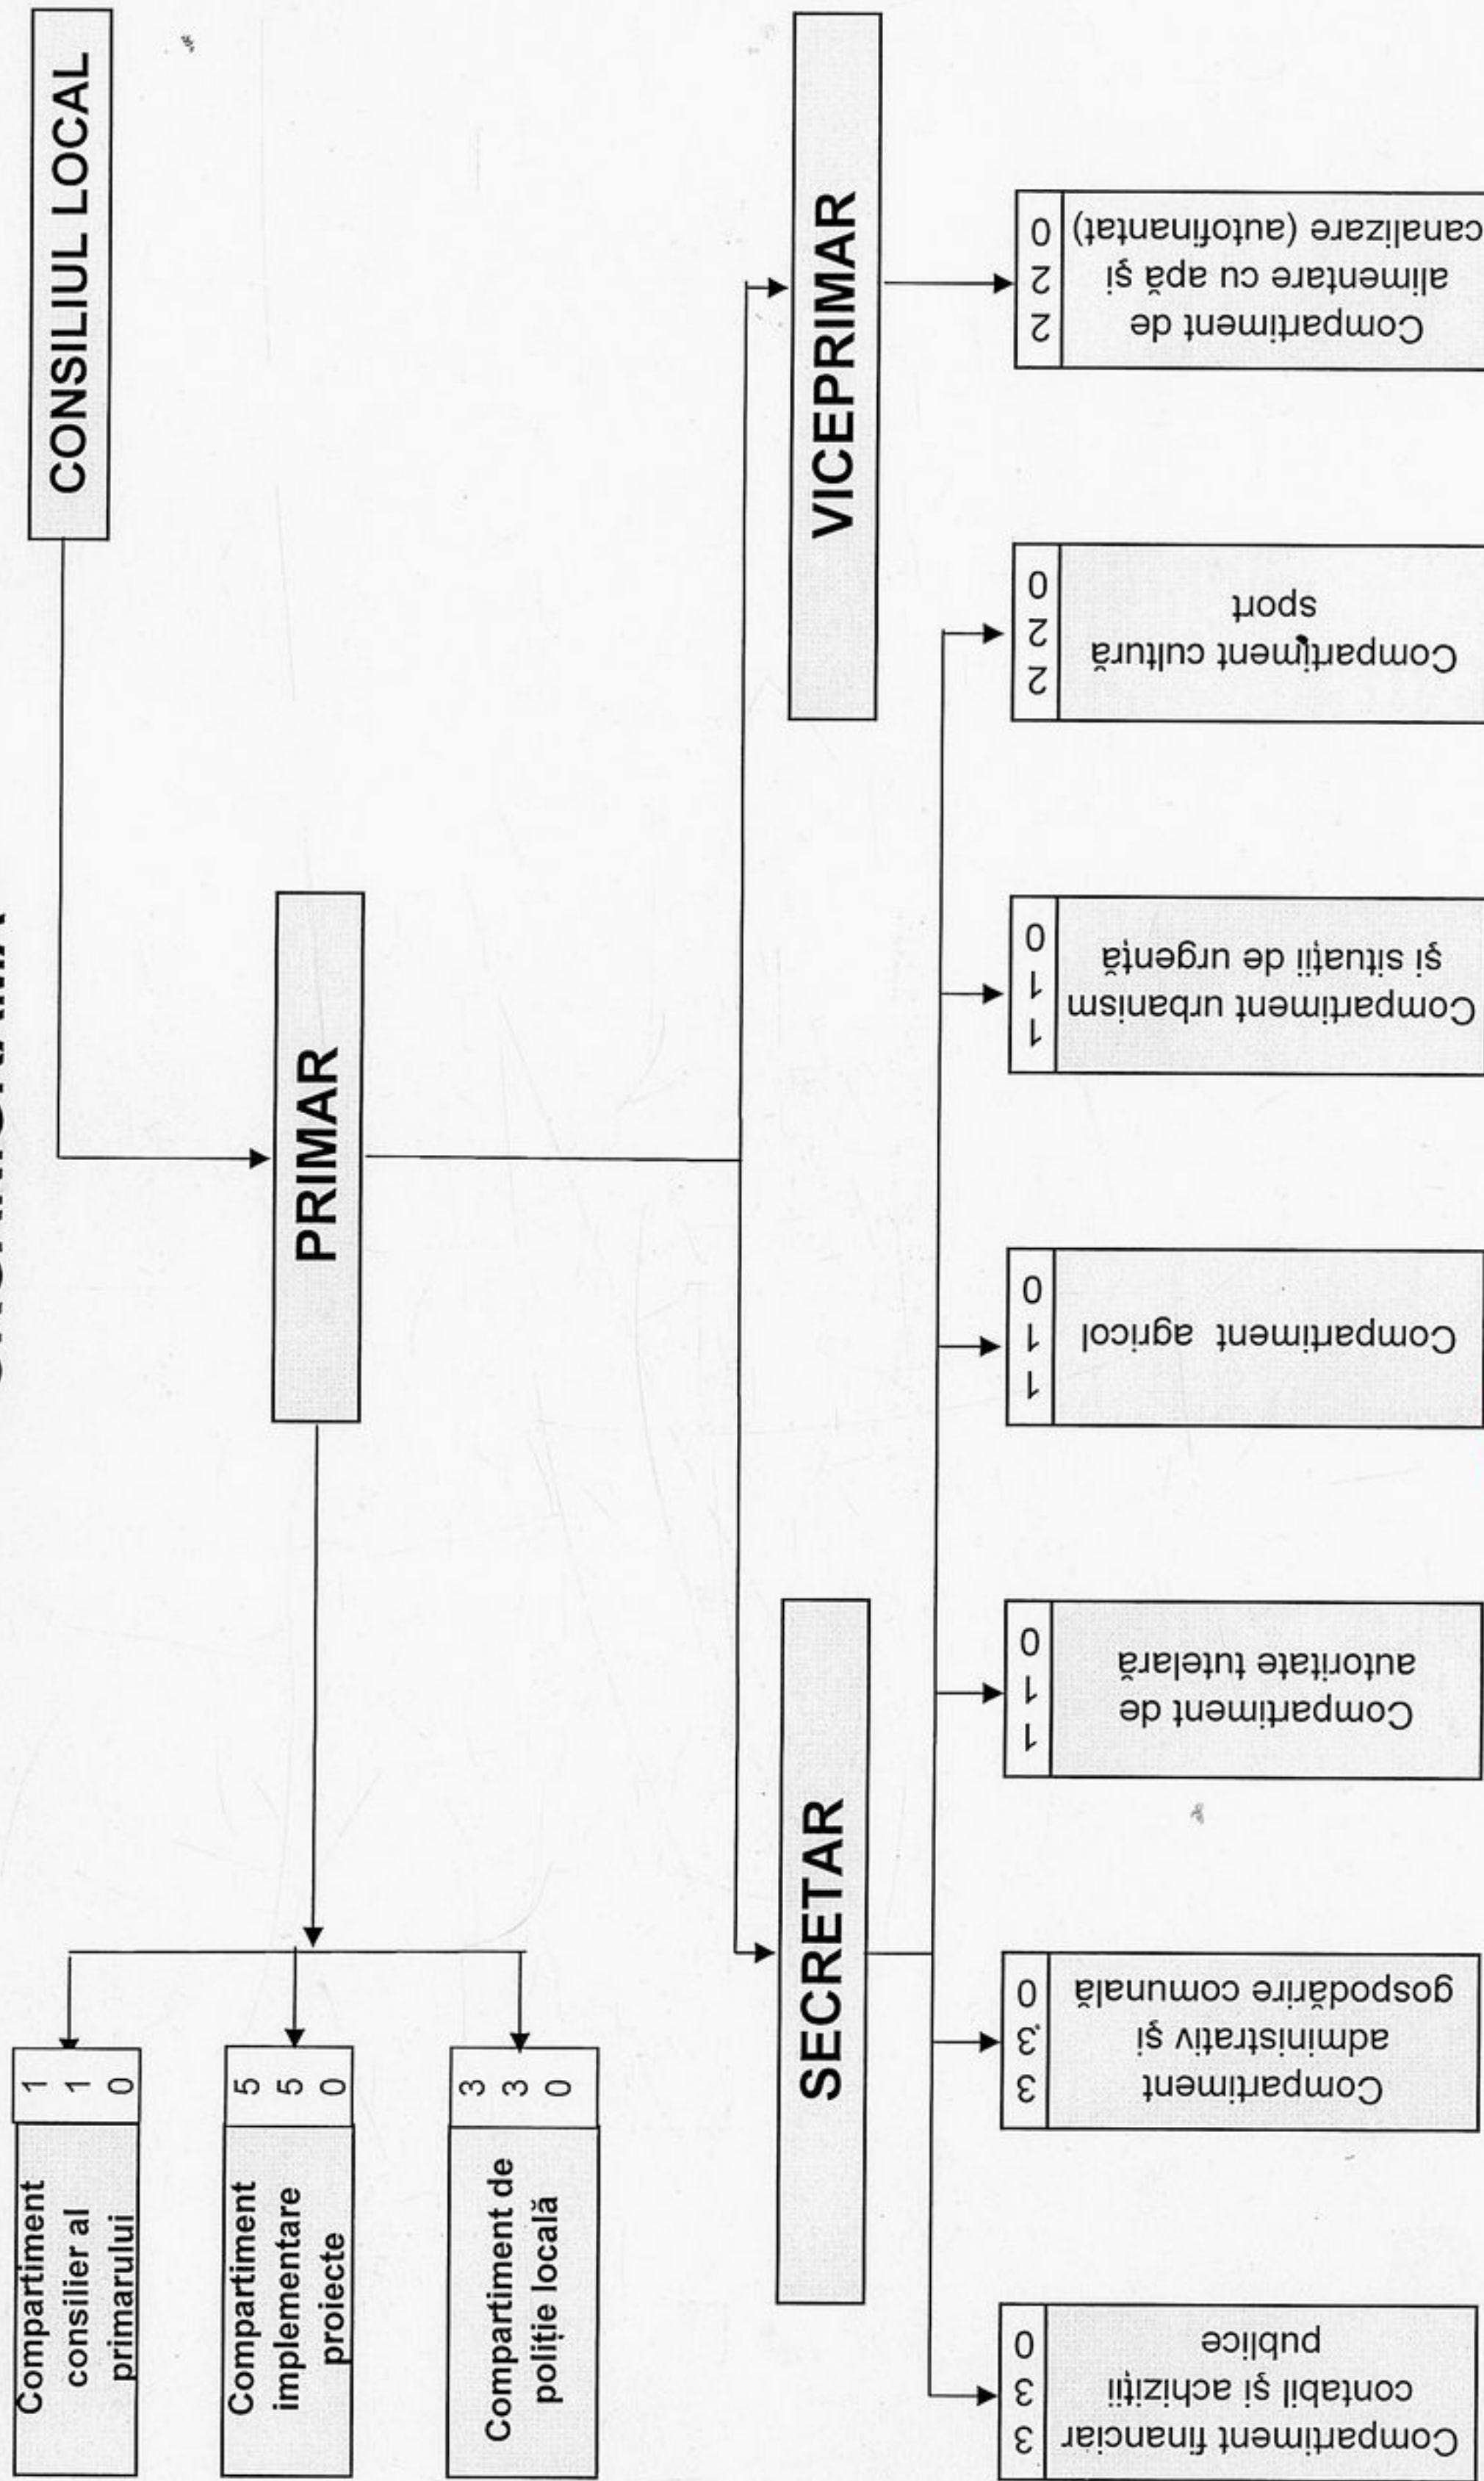 CONSILIUL LOCAL
PRIMAR
Compartiment
consilier al
primarului
1
1
0
Compartiment
implementare
proiecte
5
5
0
Compartiment de
poliție locală
3
3
0
SECRETAR
VICEPRIMAR
3
3
0
Compartiment financiar
contabil și achiziții
publice
3
3
0
Compartiment
administrativ și
gospodărire comunală
1
1
0
Compartiment de
autoritate tutelară
1
1
0
Compartiment agricol
1
1
0
Compartiment urbanism
și situații de urgență
2
2
0
Compartiment cultură
sport
2
2
0
Compartiment de
alimentare cu apă și
canalizare (autofinantat)